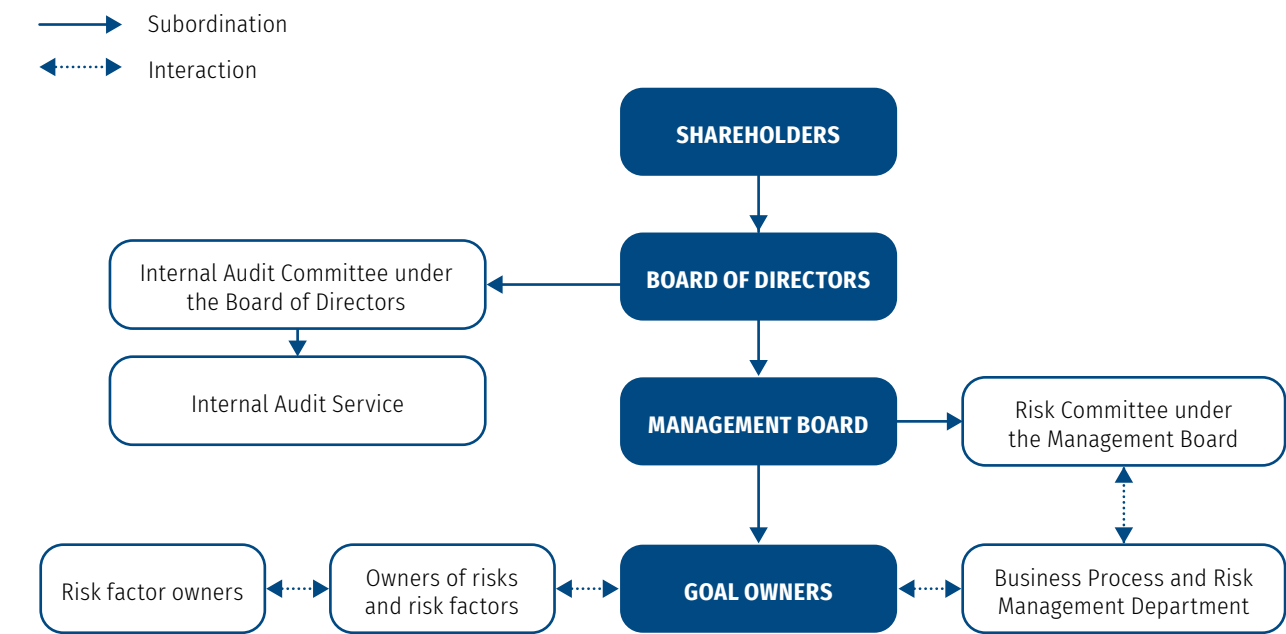 Subordination
Interaction
SHAREHOLDERS
Internal Audit Committee under
the Board of Directors
BOARD OF DIRECTORS
Internal Audit Service
MANAGEMENT BOARD
Risk Committee under
the Management Board
Risk factor owners
Owners of risks
and risk factors
GOAL OWNERS
Business Process and Risk
Management Department